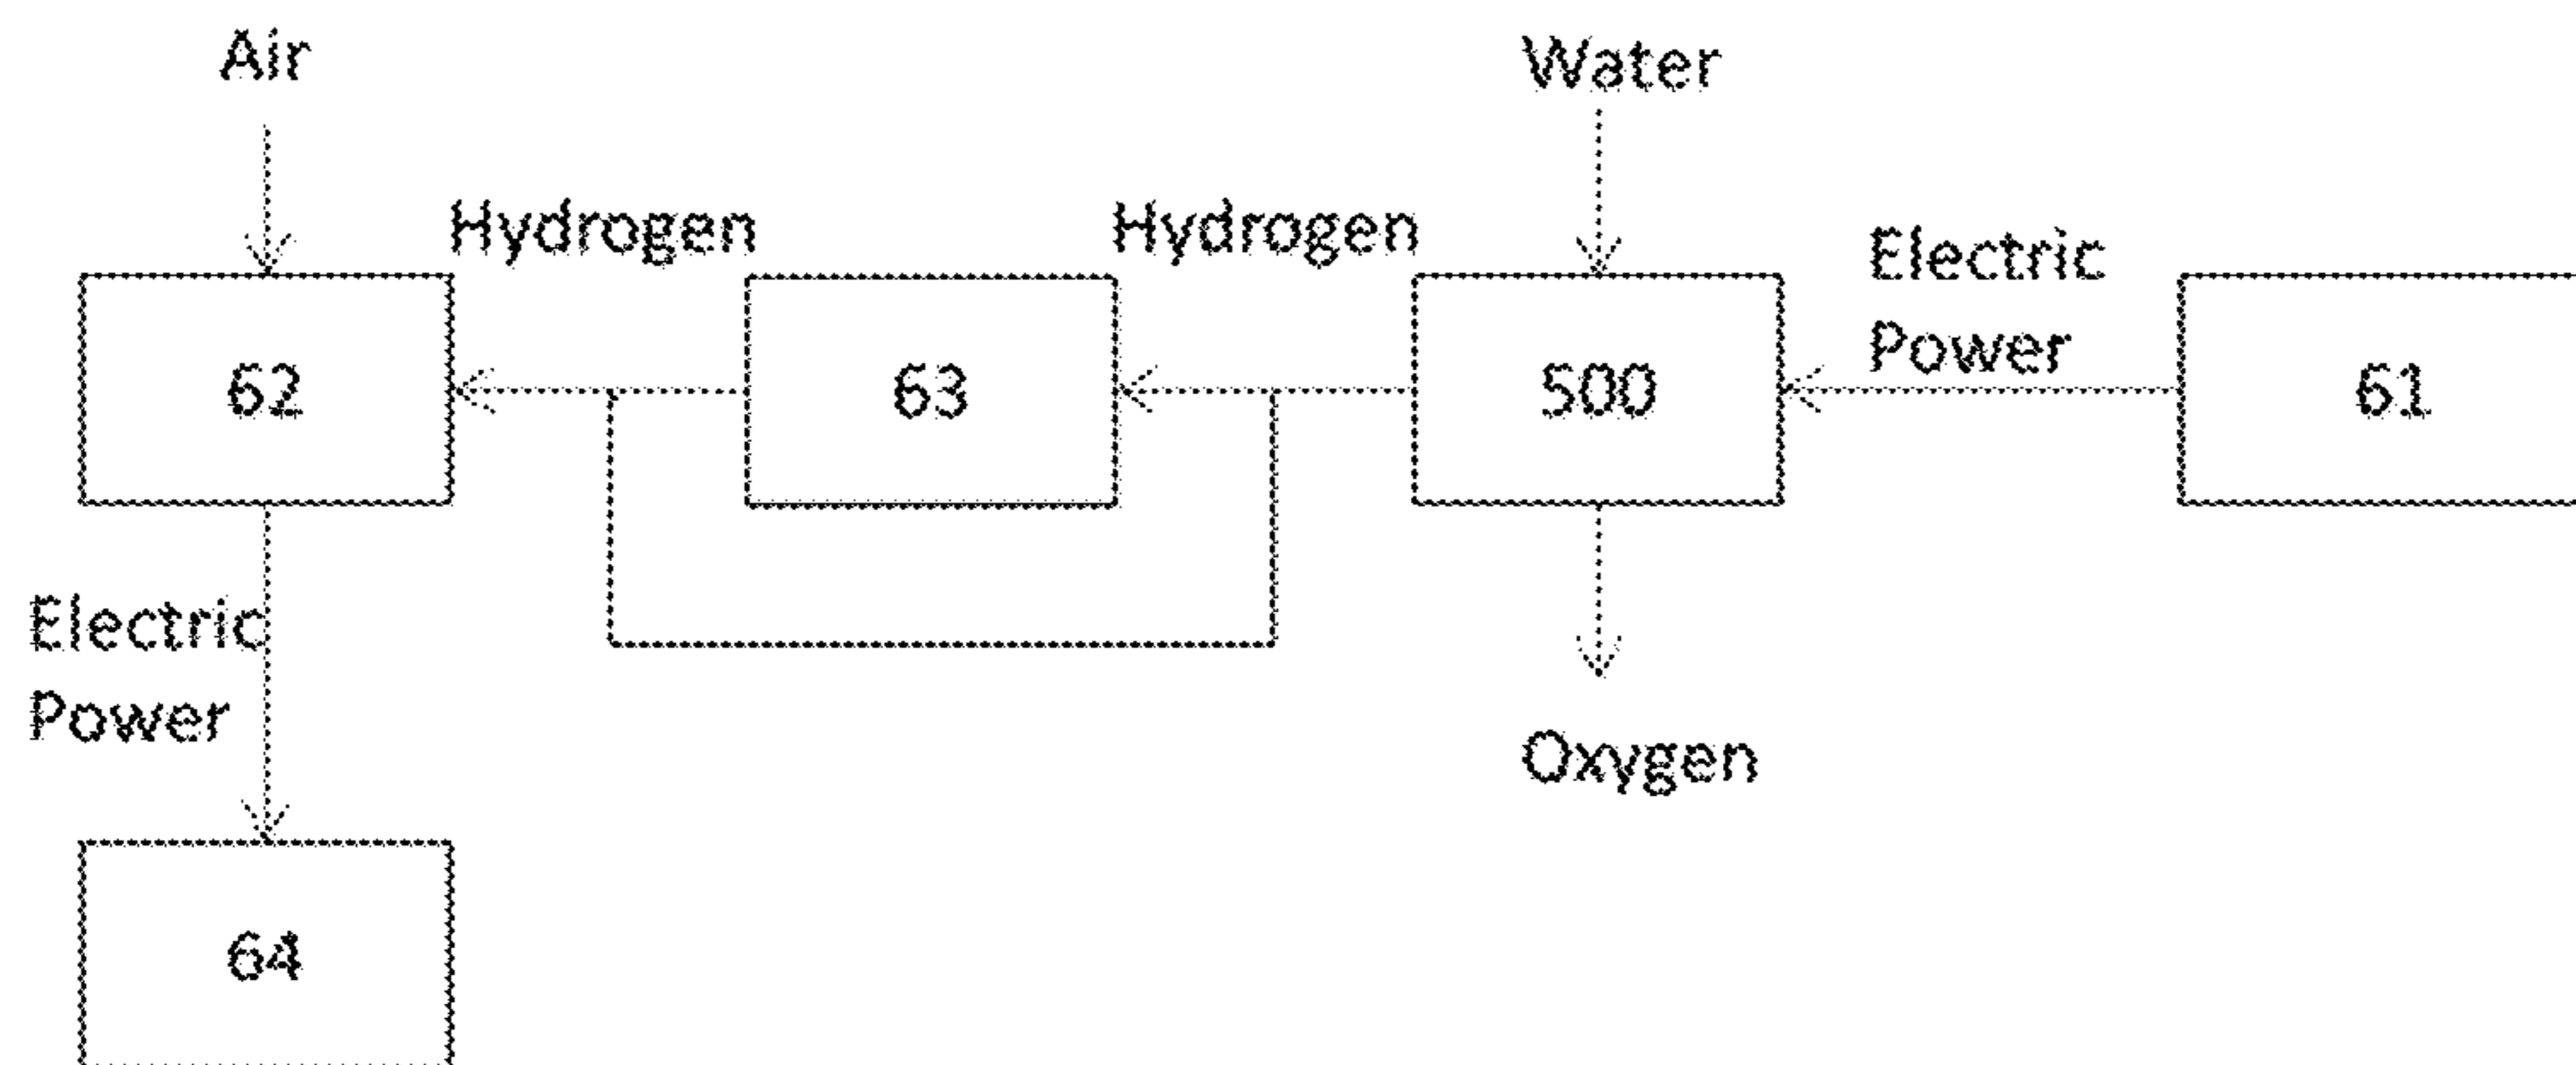 Air
Water
Hydrogen
Hydrogen
Electric
Power
62
63
500
61
Electric
Power
Oxygen
64